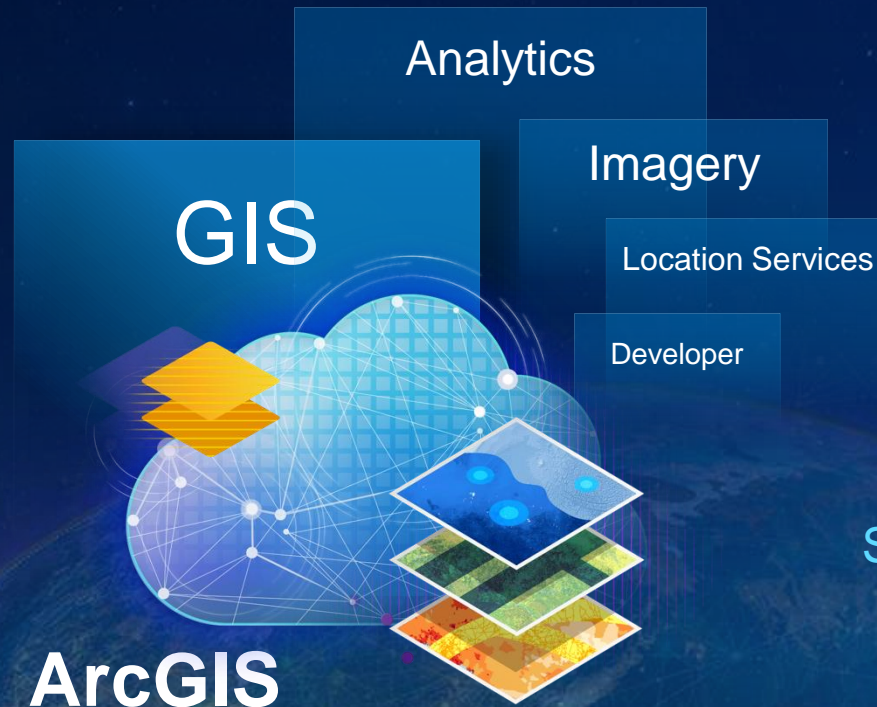 Analytics
Imagery
GIS
Location Services
Developer
ArcGIS